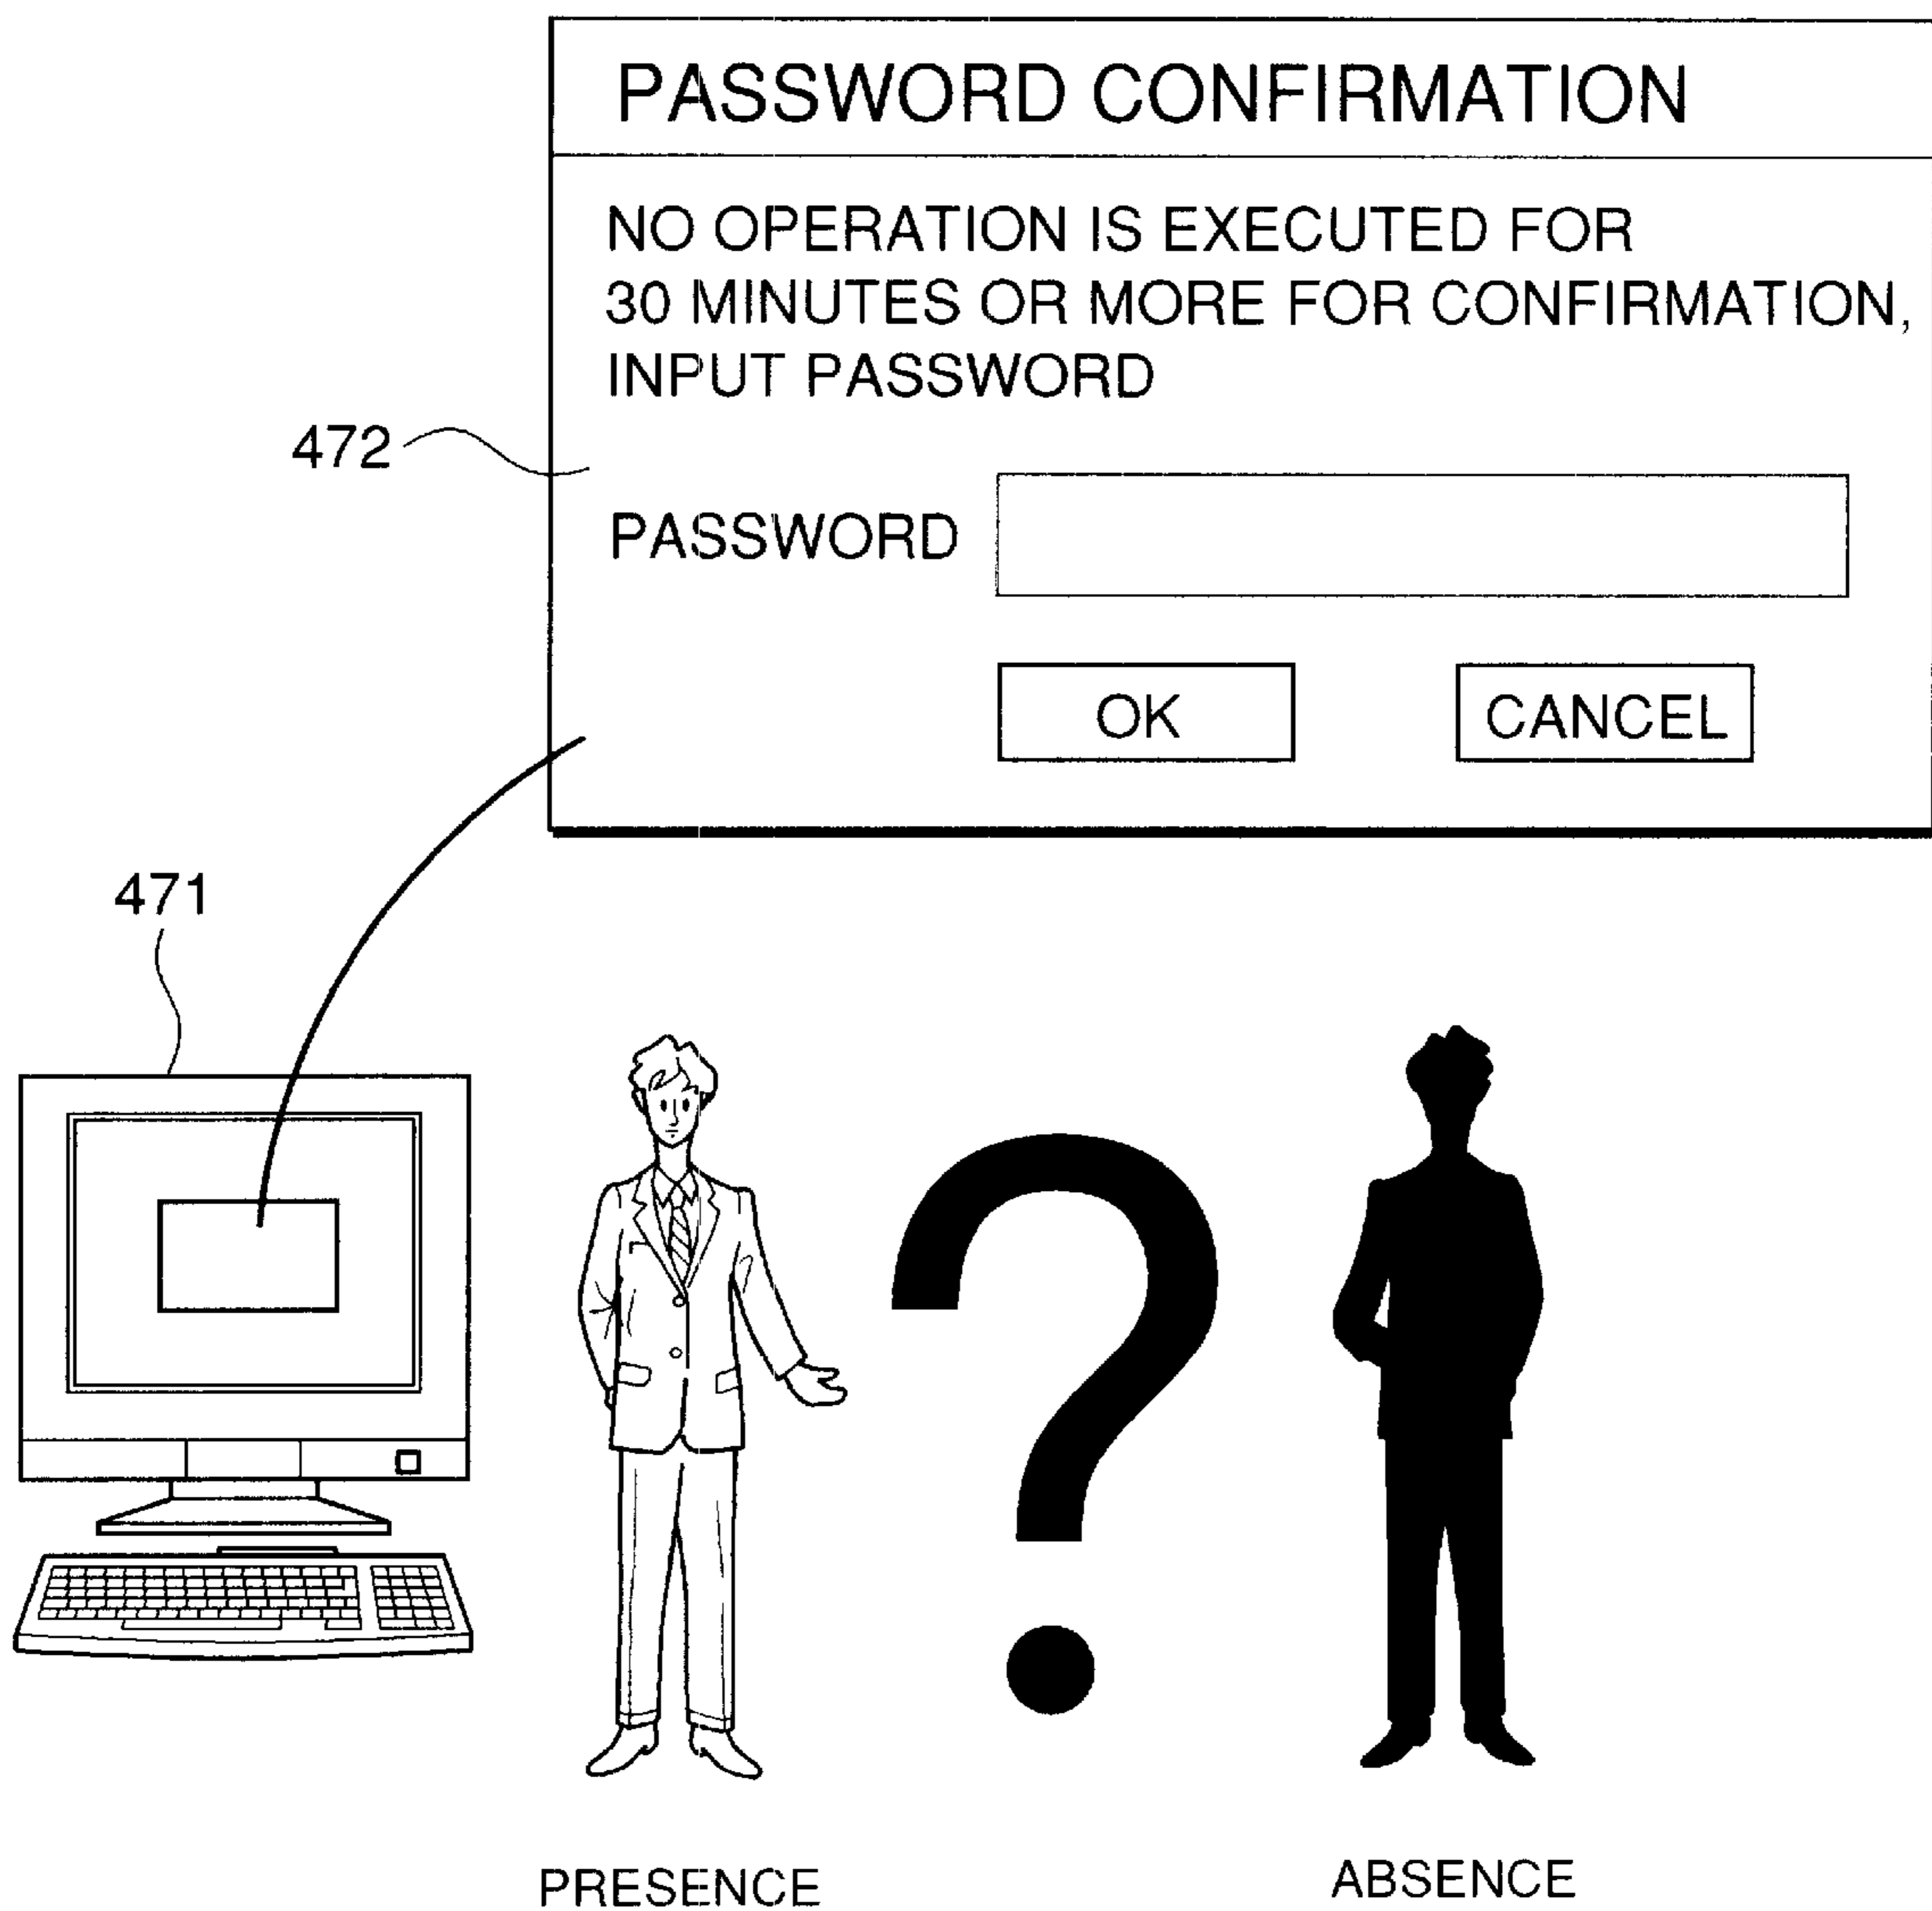 PASSWORD CONFIRMATION
NO OPERATION IS EXECUTED FOR
30 MINUTES OR MORE FOR CONFIRMATION,
INPUT PASSWORD
472
PASSWORD
OK CANCEL
471
?
PRESENCE ABSENCE